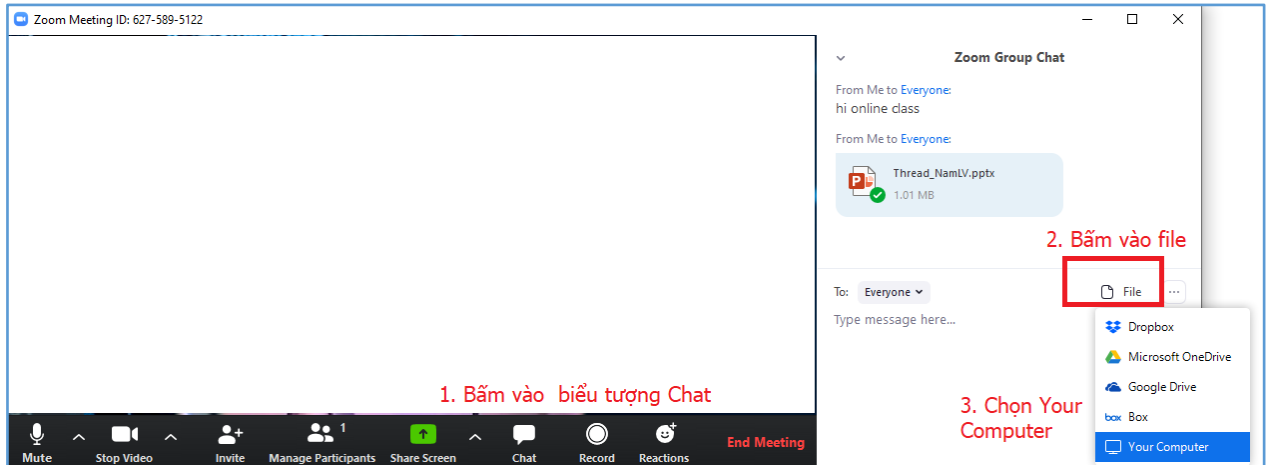 Zoom Meeting ID: 627-589-5122
Zoom Group Chat
From Me to Everyone:
hi online class
From Me to Everyone:
Thread_NamLV.pptx
1.01 MB
2. Bấm vào file
To: Everyone
File
...
Type message here...
Dropbox
Microsoft OneDrive
Google Drive
box Box
Your Computer
1. Bấm vào biểu tượng Chat
3. Chọn Your
Computer
Mute
Stop Video
Invite
1
Manage Participants
Share Screen
Chat
Record
Reactions
End Meeting